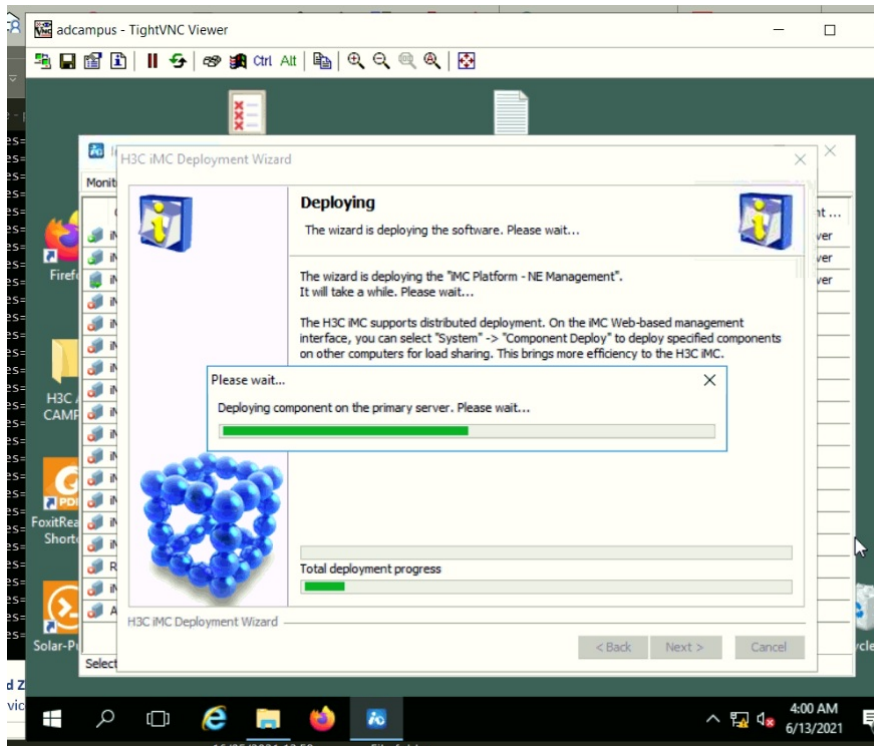 adcampus - TightVNC Viewer
Ctrl Alt
H3C iMC Deployment Wizard
Monit
Deploying
The wizard is deploying the software. Please wait...
The wizard is deploying the "iMC Platform - NE Management".
It will take a while. Please wait...
The H3C iMC supports distributed deployment. On the iMC Web-based management
interface, you can select "System" -> "Component Deploy" to deploy specified components
on other computers for load sharing. This brings more efficiency to the H3C iMC.
Please wait...
Deploying component on the primary server. Please wait...
Total deployment progress
H3C iMC Deployment Wizard
< Back
Next >
Cancel
Select
Firef
H3C A
CAMP
PDF
FoxitRea
Shortc
Solar-Pu
4:00 AM
6/13/2021